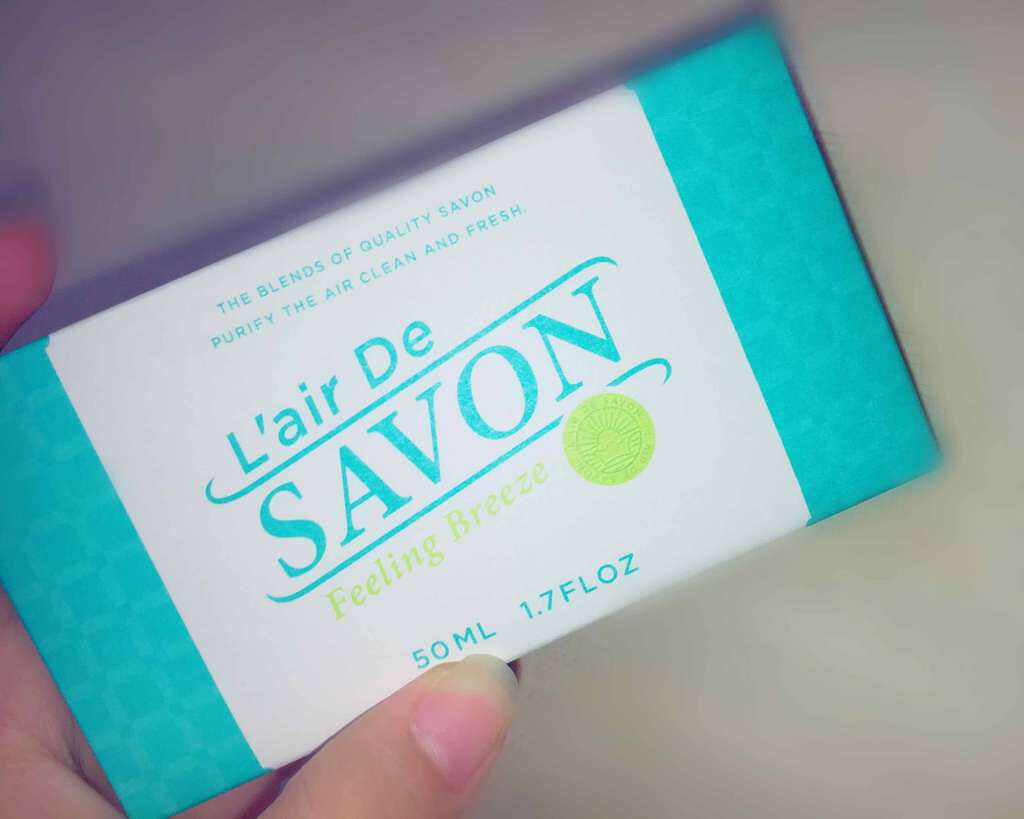 THE BLENDS OF QUALITY SAVON
PURIFY THE AIR CLEAN AND FRESH.
L'air De
SAVON
Feeling Breeze
50ML 1.7FLOZ